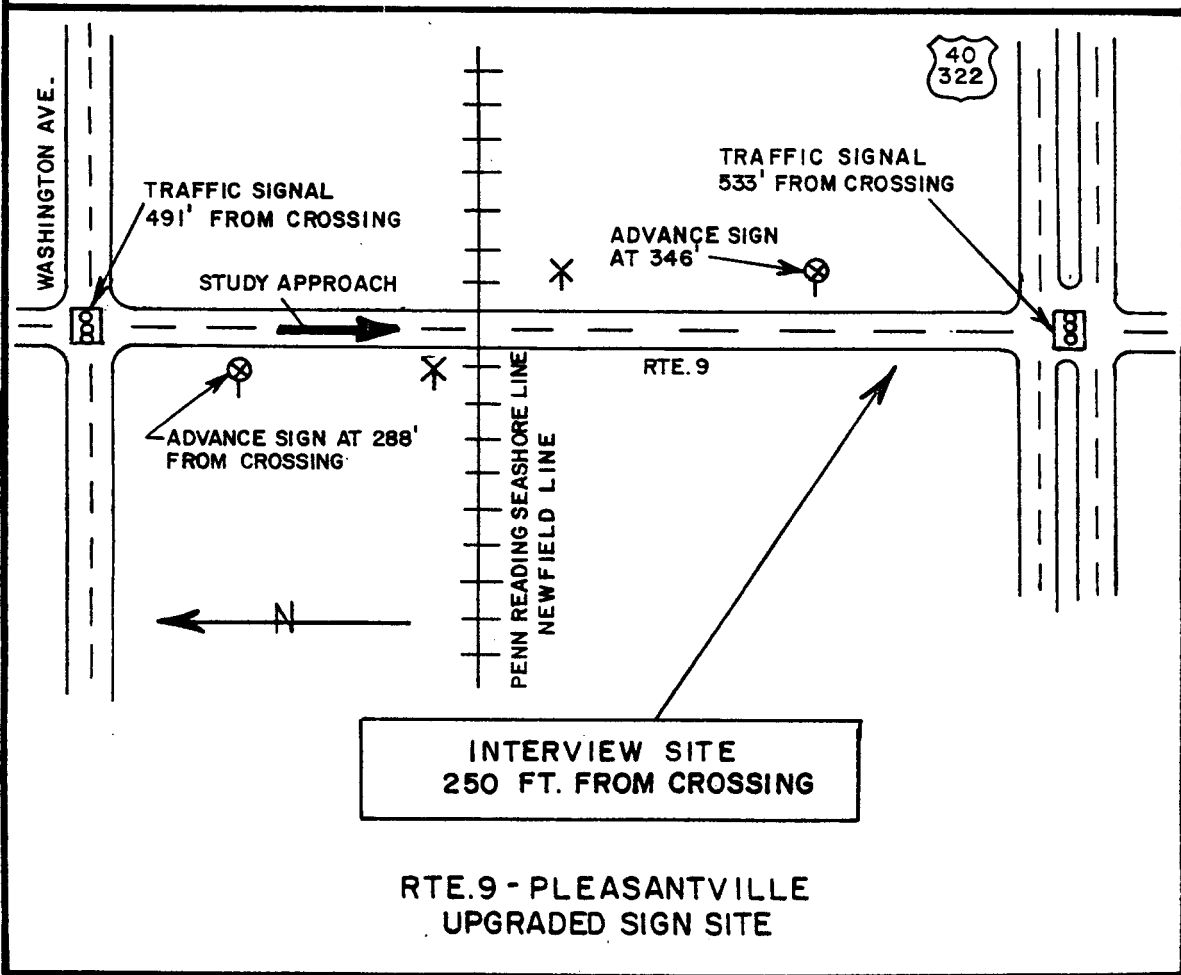 WASHINGTON AVE.
40
322
TRAFFIC SIGNAL
491' FROM CROSSING
TRAFFIC SIGNAL
533' FROM CROSSING
ADVANCE SIGN
AT 346'
STUDY APPROACH
RTE. 9
ADVANCE SIGN AT 288'
FROM CROSSING
PENN READING SEASHORE LINE
NEWFIELD LINE
N
INTERVIEW SITE
250 FT. FROM CROSSING
RTE.9 - PLEASANTVILLE
UPGRADED SIGN SITE